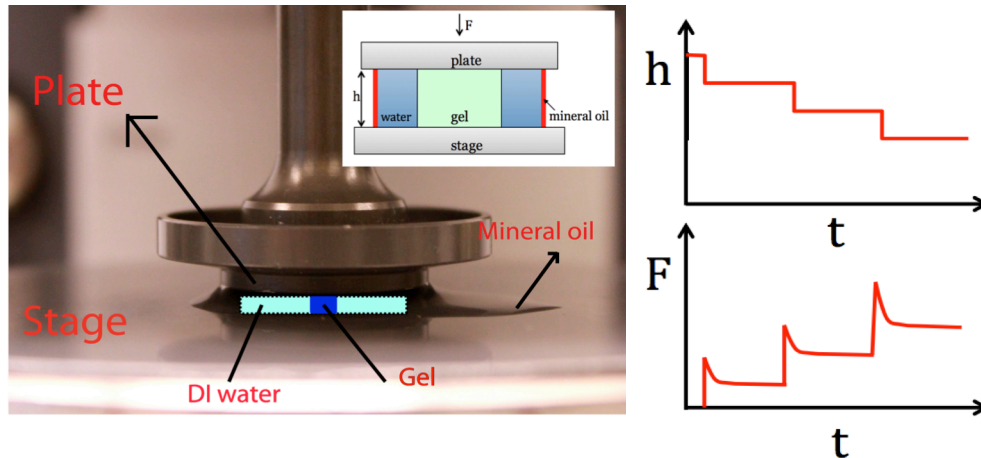 Plate
Stage
DI water
Gel
Mineral oil
F
plate
h
water
gel
mineral oil
stage
h
t
F
t